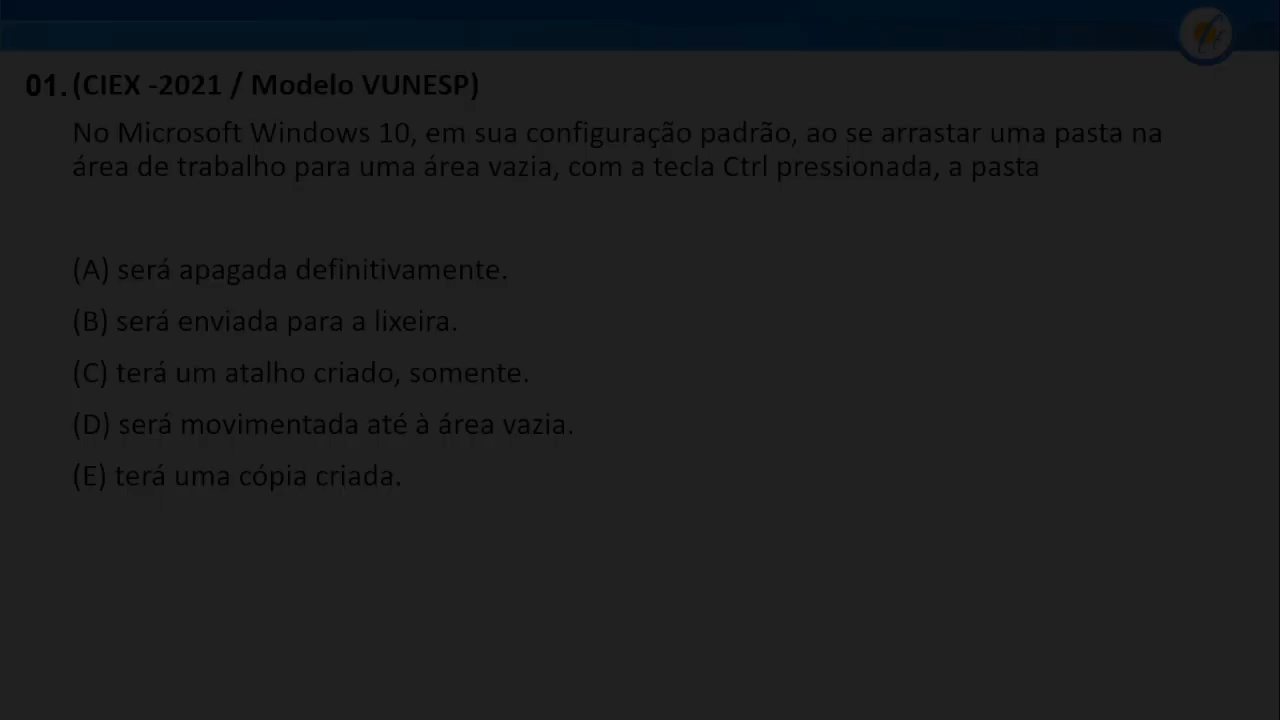 01. (CIEX -2021 / Modelo VUNESP)
No Microsoft Windows 10, em sua configuração padrão, ao se arrastar uma pasta na
área de trabalho para uma área vazia, com a tecla Ctrl pressionada, a pasta
(A) será apagada definitivamente.
(B) será enviada para a lixeira.
(C) terá um atalho criado, somente.
(D) será movimentada até à área vazia.
(E) terá uma cópia criada.